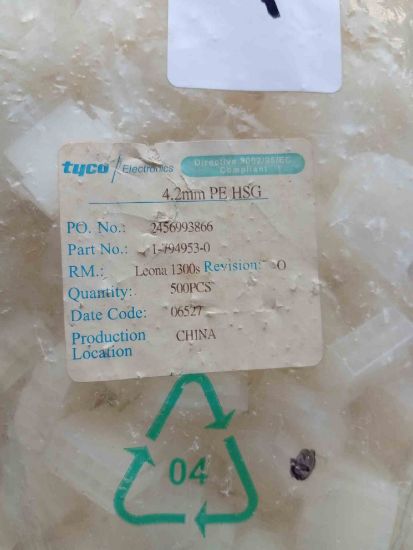 tyco / Electronics
Directive 2002/95/EC
Compliant
4.2mm PE HSG
PO. No.: 2456993866
Part No.: 1-794953-0
RM.: Leona 1300s Revision: O
Quantity: 500PCS
Date Code: 06527
Production CHINA
Location
04